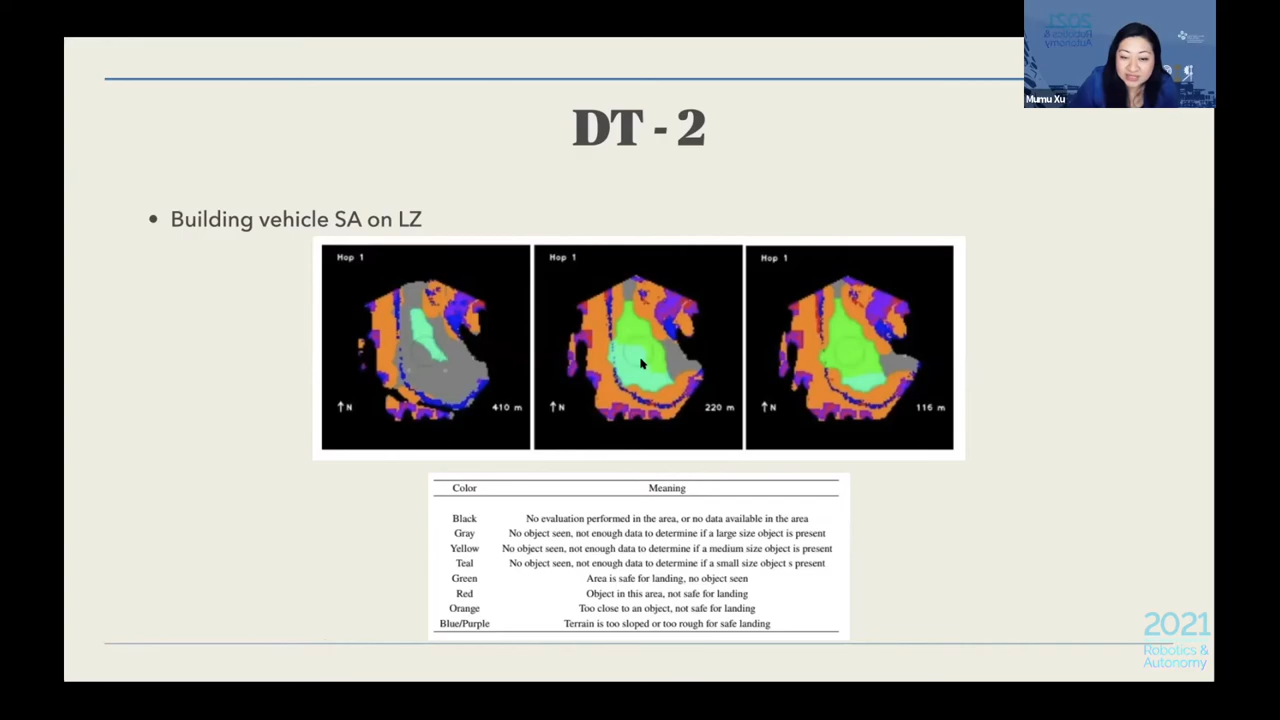 2021
Robotics &
Autonomy
Mumu Xu
DT - 2
• Building vehicle SA on LZ
Hop 1
N
410 m
Hop 1
N
220 m
Hop 1
N
116 m
Color Meaning
Black No evaluation performed in the area, or no data available in the area
Gray No object seen, not enough data to determine if a large size object is present
Yellow No object seen, not enough data to determine if a medium size object is present
Teal No object seen, not enough data to determine if a small size object s present
Green Area is safe for landing, no object seen
Red Object in this area, not safe for landing
Orange Too close to an object, not safe for landing
Blue/Purple Terrain is too sloped or too rough for safe landing
2021
Robotics &
Autonomy